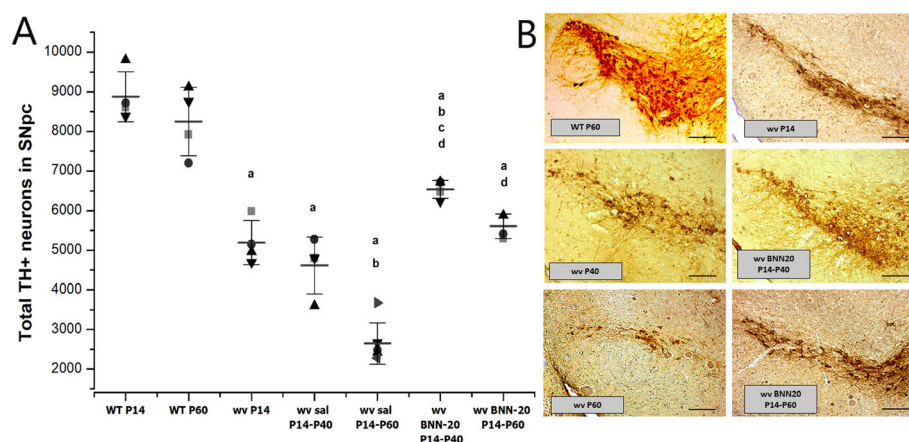 A
Total TH+ neurons in SNpc
10000
9000
8000
7000
6000
5000
4000
3000
2000
a
a
a
b
a
b
c
d
a
d
WT P14
WT P60
wv P14
wv sal
P14-P40
wv sal
P14-P60
wv
BNN-20
P14-P40
wv BNN-20
P14-P60
B
WT P60
wv P14
wv P40
wv BNN20
P14-P40
wv P60
wv BNN20
P14-P60